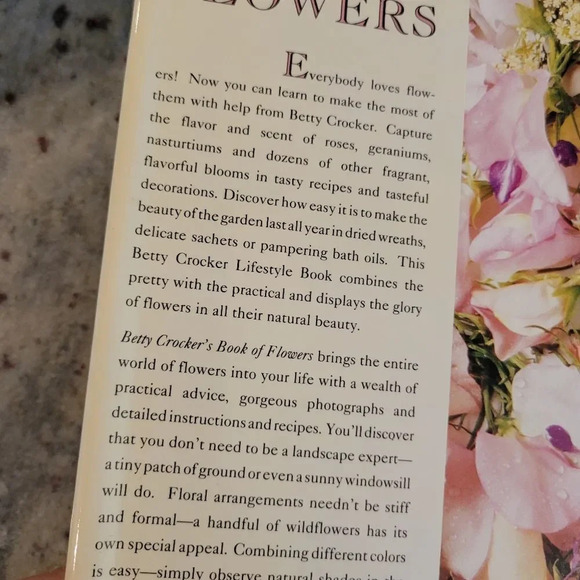 FLOWERS
Everybody loves flow-
ers! Now you can learn to make the most of
them with help from Betty Crocker. Capture
the flavor and scent of roses, geraniums,
nasturtiums and dozens of other fragrant,
flavorful blooms in tasty recipes and tasteful
decorations. Discover how easy it is to make the
beauty of the garden last all year in dried wreaths,
delicate sachets or pampering bath oils. This
Betty Crocker Lifestyle Book combines the
pretty with the practical and displays the glory
of flowers in all their natural beauty.
Betty Crocker's Book of Flowers brings the entire
world of flowers into your life with a wealth of
practical advice, gorgeous photographs and
detailed instructions and recipes. You'll discover
that you don't need to be a landscape expert—
a tiny patch of ground or even a sunny windowsill
will do. Floral arrangements needn't be stiff
and formal—a handful of wildflowers has its
own special appeal. Combining different colors
is easy—simply observe natural shades in the